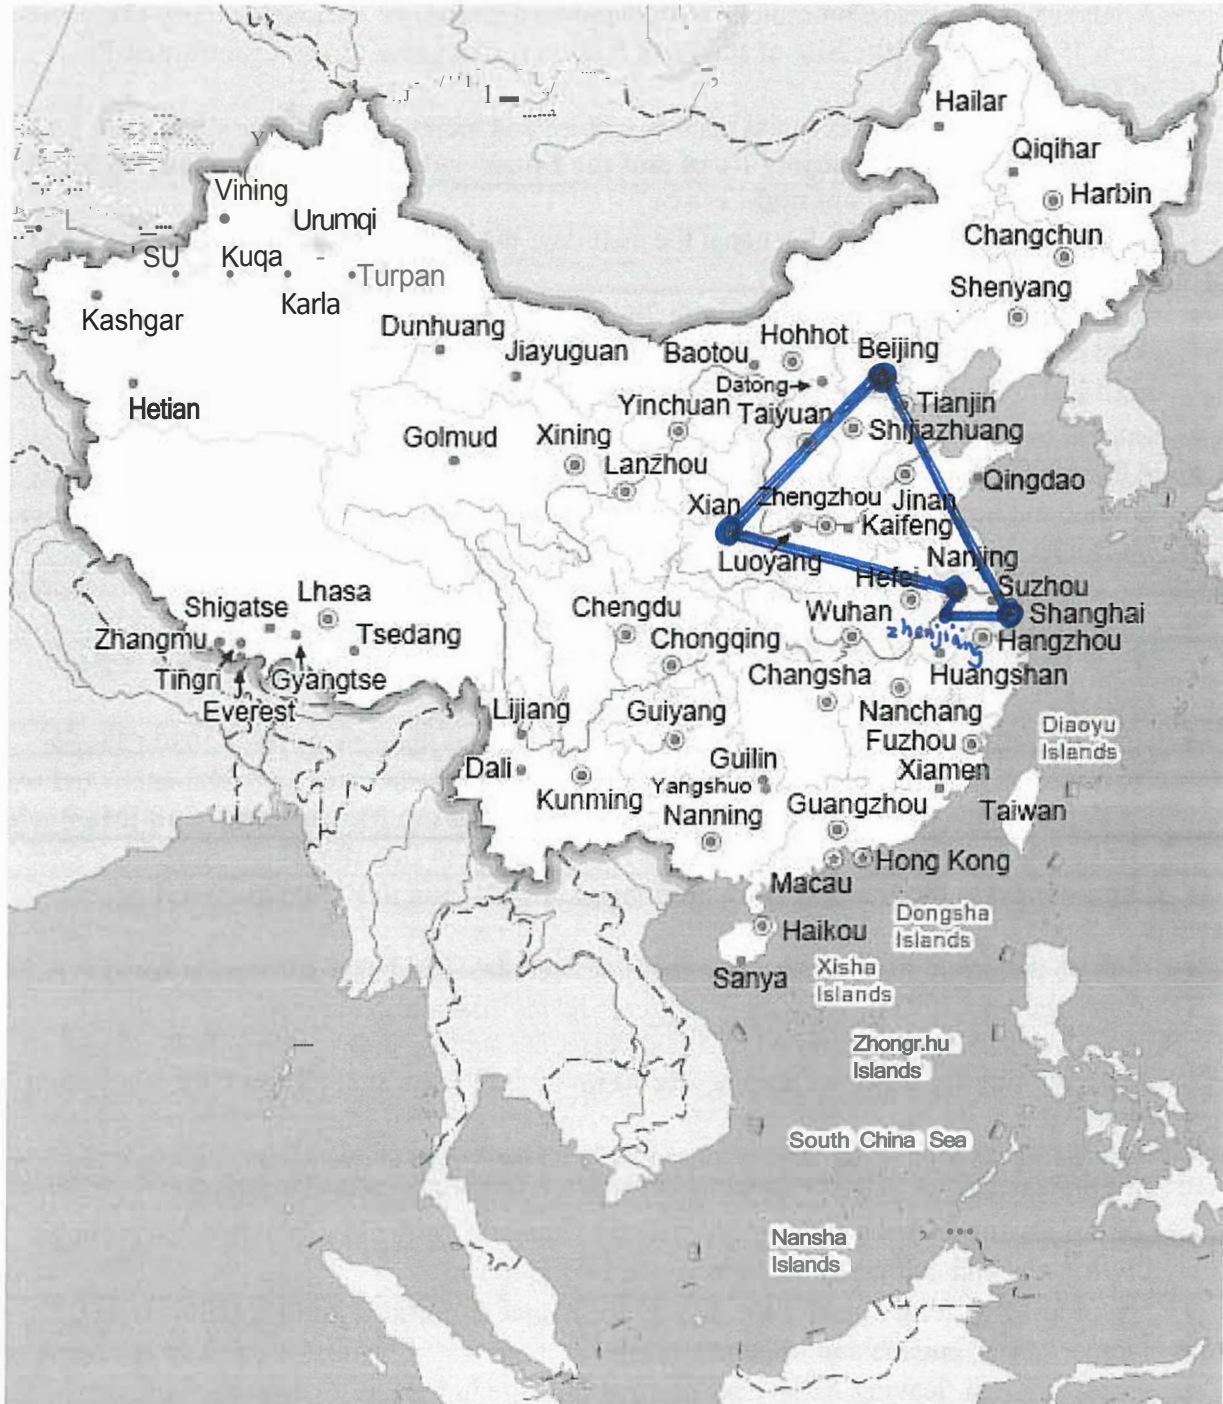 Hailar
Qiqihar
Harbin
Vining
Urumqi
Changchun
SU
Kuqa
Turpan
Shenyang
Kashgar
Karla
Dunhuang
Hohhot
Beijing
Jiayuguan
Baotou
Datong
Hetian
Yinchuan
Taiyuan
Tianjin
Golmud
Xining
Shijiazhuang
Lanzhou
Xian
Zhengzhou
Jinan
Qingdao
Kaifeng
Luoyang
Nanjing
Hefei
Suzhou
Lhasa
Shigatse
Chengdu
Wuhan
Shanghai
Zhangmu
Tsedang
Chongqing
zhenjiang
Hangzhou
Tingri
Gyangtse
Changsha
Huangshan
Everest
Lijiang
Guiyang
Nanchang
Diaoyu
Islands
Fuzhou
Dali
Guilin
Xiamen
Kunming
Yangshuo
Guangzhou
Taiwan
Nanning
Hong Kong
Macau
Dongsha
Islands
Haikou
Sanya
Xisha
Islands
Zhongr.hu
Islands
South China Sea
Nansha
Islands